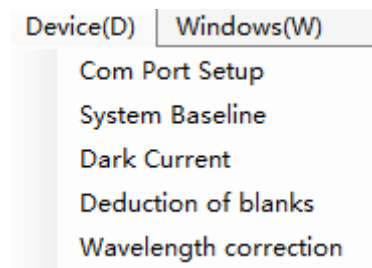 Device(D) Windows(W)
Com Port Setup
System Baseline
Dark Current
Deduction of blanks
Wavelength correction